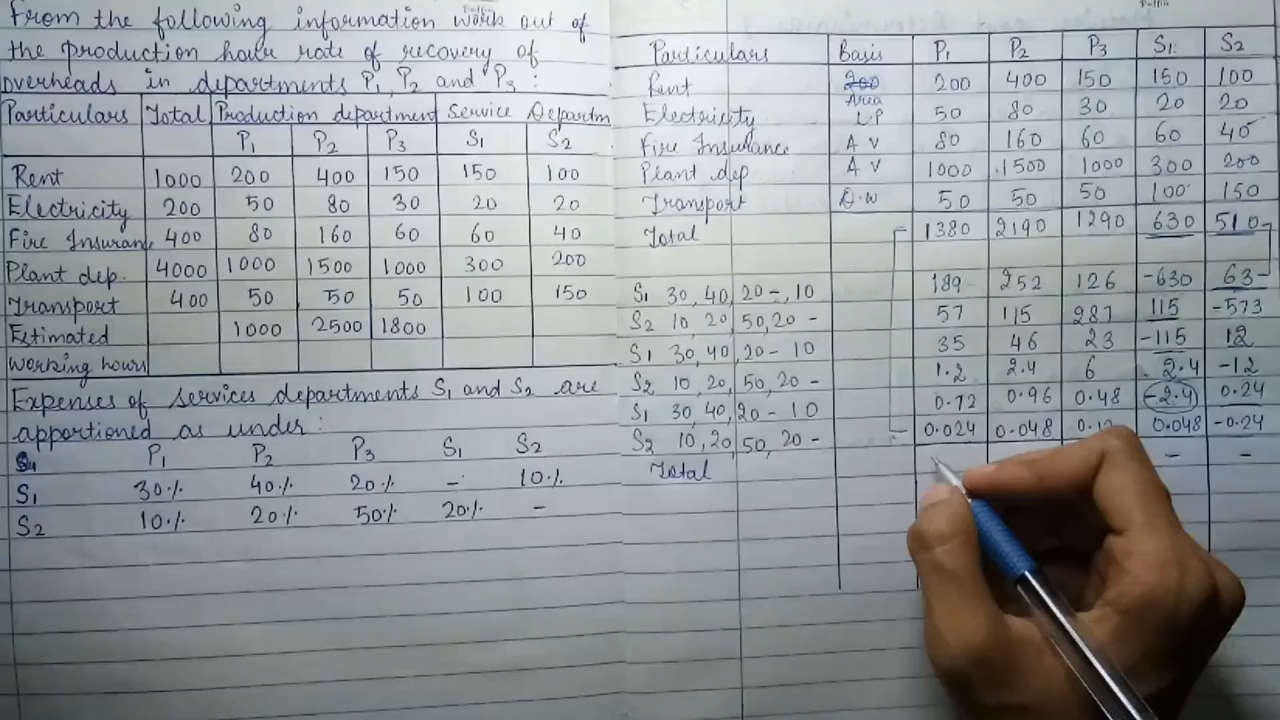 From the following information work out of
the production hour rate of recovery of
overheads in departments P1, P2 and P3 :
Particulars Total Production department Service Departm
P1 P2 P3 S1 S2
Rent 1000 200 400 150 150 100
Electricity 200 50 80 30 20 20
Fire Insuranc 400 80 160 60 60 40
Plant dep. 4000 1000 1500 1000 300 200
Transport 400 50 50 50 100 150
Estimated 1000 2500 1800
working hours
Expenses of services departments S1 and S2 are
apportioned as under :
P1 P2 P3 S1 S2
S1 30% 40% 20% - 10%
S2 10% 20% 50% 20% -
Particulars Basis P1 P2 P3 S1 S2
Rent Area 200 400 150 150 100
Electricity L.P 50 80 30 20 20
Fire Insurance A V 80 160 60 60 40
Plant dep A V 1000 1500 1000 300 200
Transport D.W 50 50 50 100 150
Total 1380 2190 1290 630 510
S1 30, 40, 20 -, 10 189 252 126 -630 63
S2 10, 20, 50, 20 - 57 115 287 115 -573
S1 30, 40, 20 - 10 35 46 23 -115 12
S2 10, 20, 50, 20 - 1.2 2.4 6 2.4 -12
S1 30, 40, 20 - 10 0.72 0.96 0.48 -2.4 0.24
S2 10, 20, 50, 20 - 0.024 0.048 0.12 0.048 -0.24
Total - -